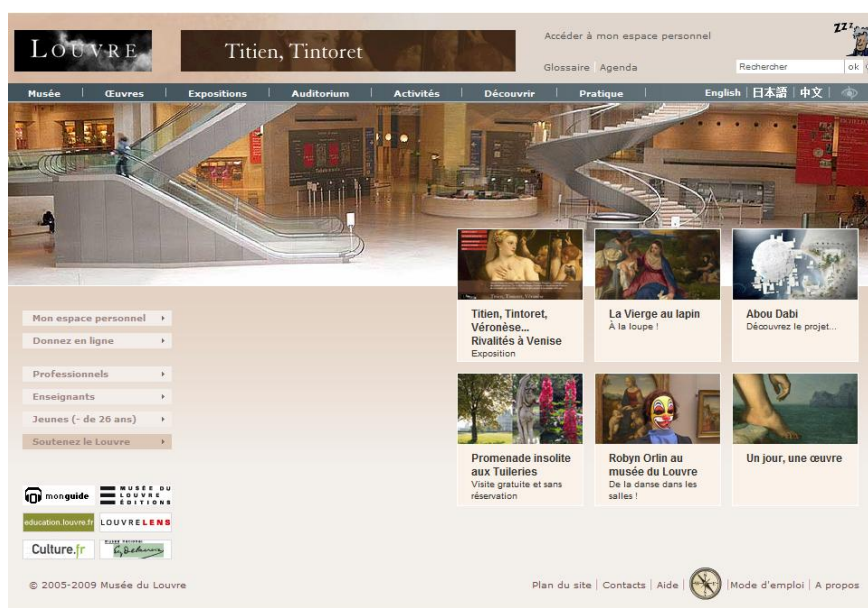 LOUVRE
Titien, Tintoret
Accéder à mon espace personnel
Glossaire | Agenda
zzz
Rechercher ok
Musée | Œuvres | Expositions | Auditorium | Activités | Découvrir | Pratique | English | 日本語 | 中文 |
Titien, Tintoret,
Véronèse...
Rivalités à Venise
Exposition
La Vierge au lapin
À la loupe !
Abou Dabi
Découvrez le projet...
Mon espace personnel
Donnez en ligne
Professionnels
Enseignants
Jeunes (- de 26 ans)
Soutenez le Louvre
Promenade insolite
aux Tuileries
Visite gratuite et sans
réservation
Robyn Orlin au
musée du Louvre
De la danse dans les
salles !
Un jour, une œuvre
monguide
MUSÉE DU
LOUVRE
ÉDITIONS
education.louvre.fr
LOUVRELENS
Culture.fr
© 2005-2009 Musée du Louvre
Plan du site | Contacts | Aide | Mode d'emploi | A propos